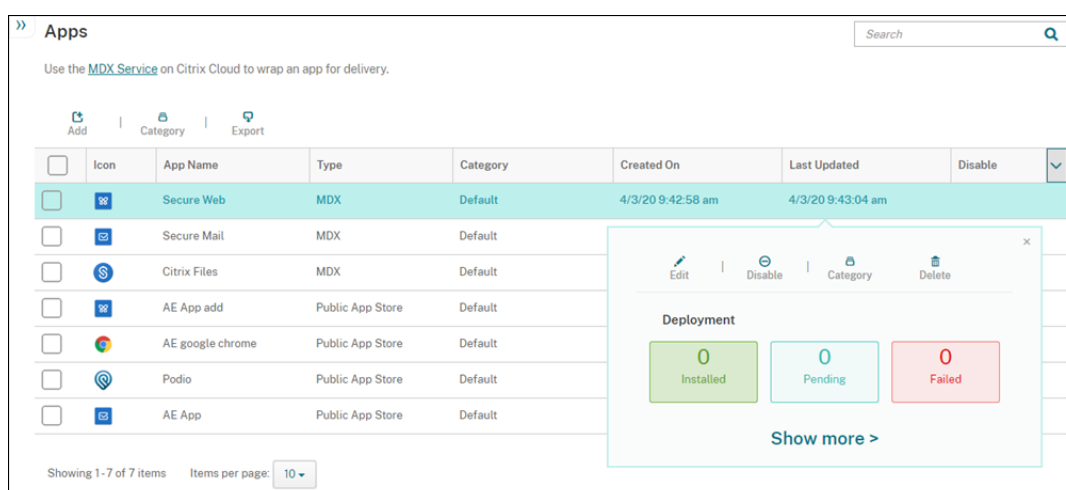 Apps
Search
Use the MDX Service on Citrix Cloud to wrap an app for delivery.
Add | Category | Export
Icon App Name Type Category Created On Last Updated Disable
Secure Web MDX Default 4/3/20 9:42:58 am 4/3/20 9:43:04 am
Secure Mail MDX Default
Citrix Files MDX Default
AE App add Public App Store Default
AE google chrome Public App Store Default
Podio Public App Store Default
AE App Public App Store Default
Edit | Disable | Category Delete
Deployment
0 0 0
Installed Pending Failed
Show more >
Showing 1-7 of 7 items Items per page: 10